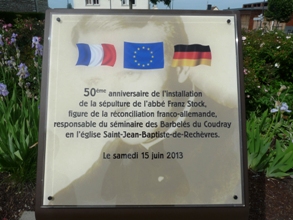 50ème anniversaire de l'installation
de la sépulture de l'abbé Franz Stock,
figure de la réconciliation franco-allemande,
responsable du séminaire des Barbelés du Coudray
en l'église Saint-Jean-Baptiste-de-Rechèvres.
Le samedi 15 juin 2013